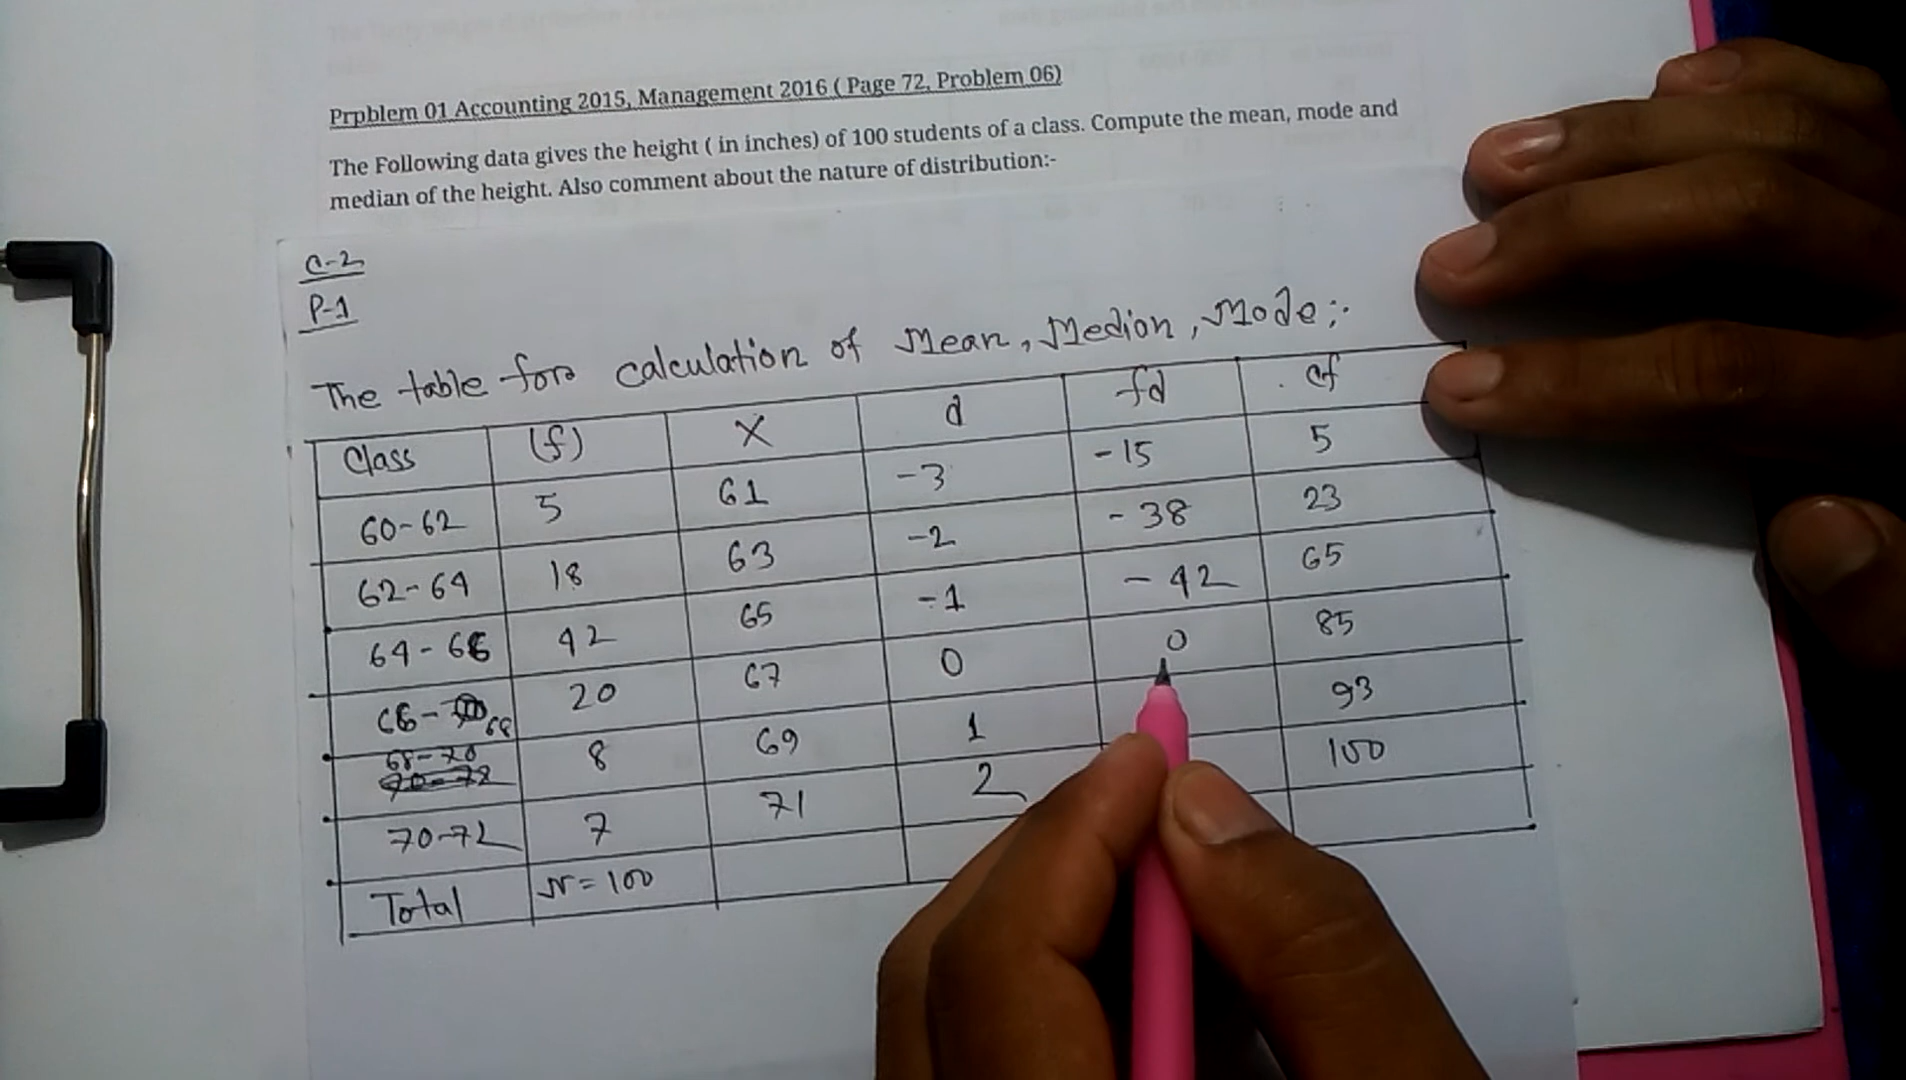 Prpblem 01 Accounting 2015, Management 2016 ( Page 72, Problem 06)
The Following data gives the height ( in inches) of 100 students of a class. Compute the mean, mode and
median of the height. Also comment about the nature of distribution:-
C-2
P-1
The table for calculation of Mean, Median, Mode:-
Class (f) X d fd cf
60-62 5 61 -3 -15 5
62-64 18 63 -2 -38 23
64-66 42 65 -1 -42 65
66-68 20 67 0 0 85
68-70 8 69 1 93
70-72
70-72 7 71 2 100
Total N=100